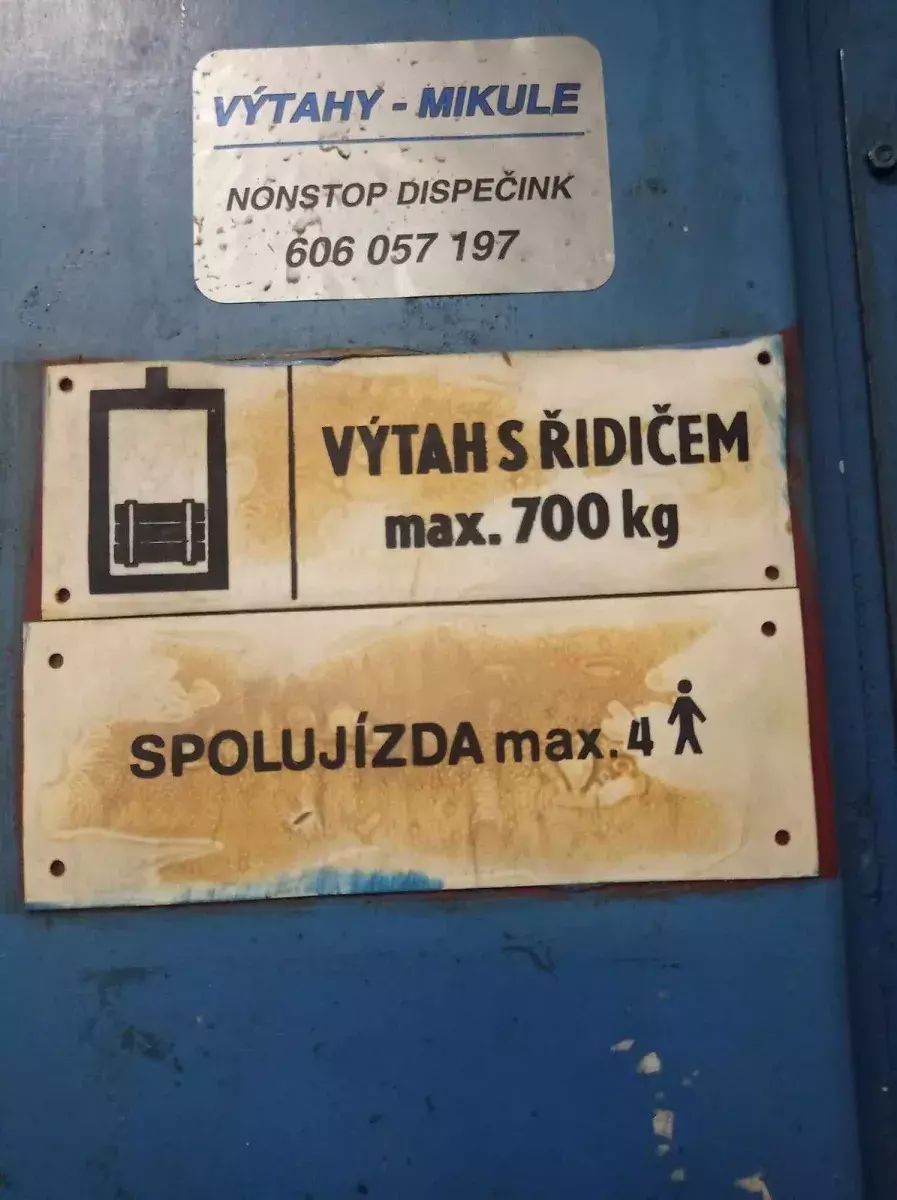 VÝTAHY - MIKULE
NONSTOP DISPEČINK
606 057 197
VÝTAH S ŘIDIČEM
max. 700 kg
SPOLUJÍZDA max. 4